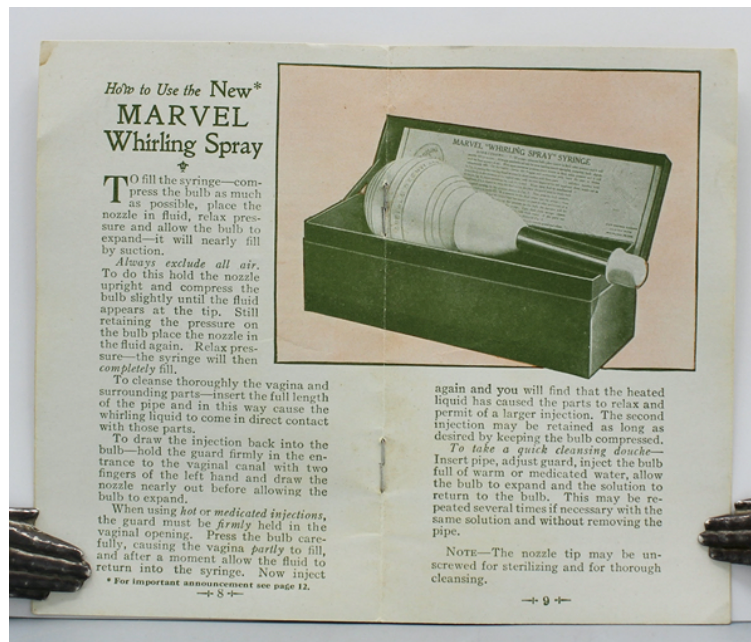 How to Use the New*
MARVEL
Whirling Spray
TO fill the syringe—com-
press the bulb as much
as possible, place the
nozzle in fluid, relax pres-
sure and allow the bulb to
expand—it will nearly fill
by suction.
Always exclude all air.
To do this hold the nozzle
upright and compress the
bulb slightly until the fluid
appears at the tip. Still
retaining the pressure on
the bulb place the nozzle in
the fluid again. Relax pres-
sure—the syringe will then
completely fill.
To cleanse thoroughly the vagina and
surrounding parts—insert the full length
of the pipe and in this way cause the
whirling liquid to come in direct contact
with those parts.
To draw the injection back into the
bulb—hold the guard firmly in the en-
trance to the vaginal canal with two
fingers of the left hand and draw the
nozzle nearly out before allowing the
bulb to expand.
When using hot or medicated injections,
the guard must be firmly held in the
vaginal opening. Press the bulb care-
fully, causing the vagina partly to fill,
and after a moment allow the fluid to
return into the syringe. Now inject
* For important announcement see page 12.
8
MARVEL "WHIRLING SPRAY" SYRINGE
again and you will find that the heated
liquid has caused the parts to relax and
permit of a larger injection. The second
injection may be retained as long as
desired by keeping the bulb compressed.
To take a quick cleansing douche—
Insert pipe, adjust guard, inject the bulb
full of warm or medicated water, allow
the bulb to expand and the solution to
return to the bulb. This may be re-
peated several times if necessary with the
same solution and without removing the
pipe.
NOTE—The nozzle tip may be un-
screwed for sterilizing and for thorough
cleansing.
9